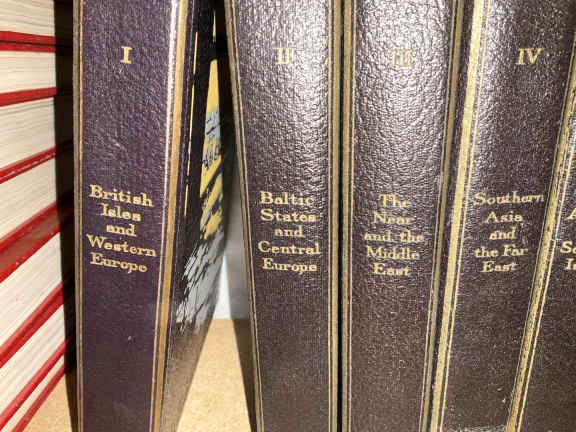 I
British
Isles
and
Western
Europe
II
Baltic
States
and
Central
Europe
III
The
Near
and the
Middle
East
IV
Southern
Asia
and
the Far
East